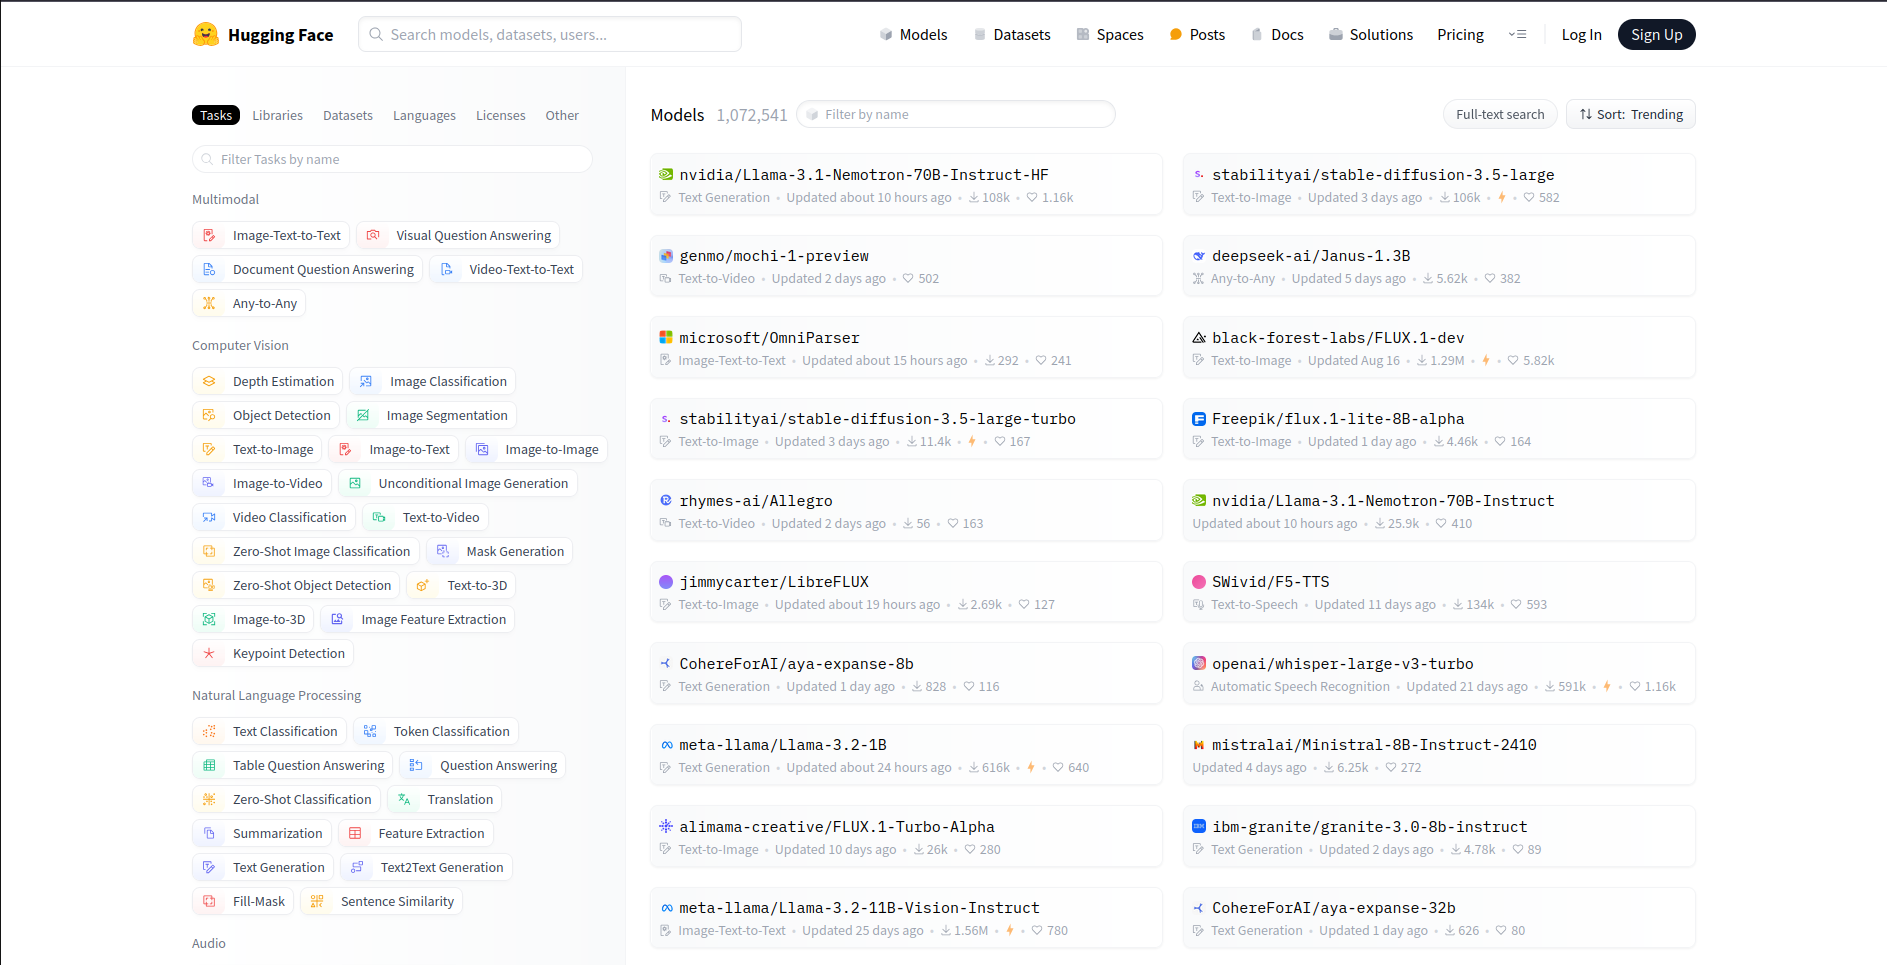 Hugging Face
Search models, datasets, users...
Models Datasets Spaces Posts Docs Solutions Pricing Log In Sign Up
Tasks Libraries Datasets Languages Licenses Other
Filter Tasks by name
Multimodal
Image-Text-to-Text Visual Question Answering
Document Question Answering Video-Text-to-Text
Any-to-Any
Computer Vision
Depth Estimation Image Classification
Object Detection Image Segmentation
Text-to-Image Image-to-Text Image-to-Image
Image-to-Video Unconditional Image Generation
Video Classification Text-to-Video
Zero-Shot Image Classification Mask Generation
Zero-Shot Object Detection Text-to-3D
Image-to-3D Image Feature Extraction
Keypoint Detection
Natural Language Processing
Text Classification Token Classification
Table Question Answering Question Answering
Zero-Shot Classification Translation
Summarization Feature Extraction
Text Generation Text2Text Generation
Fill-Mask Sentence Similarity
Audio
Models 1,072,541 Filter by name Full-text search Sort: Trending
nvidia/Llama-3.1-Nemotron-70B-Instruct-HF
Text Generation • Updated about 10 hours ago • 108k • 1.16k
stabilityai/stable-diffusion-3.5-large
Text-to-Image • Updated 3 days ago • 106k • • 582
genmo/mochi-1-preview
Text-to-Video • Updated 2 days ago • 502
deepseek-ai/Janus-1.3B
Any-to-Any • Updated 5 days ago • 5.62k • 382
microsoft/OmniParser
Image-Text-to-Text • Updated about 15 hours ago • 292 • 241
black-forest-labs/FLUX.1-dev
Text-to-Image • Updated Aug 16 • 1.29M • • 5.82k
stabilityai/stable-diffusion-3.5-large-turbo
Text-to-Image • Updated 3 days ago • 11.4k • • 167
Freepik/flux.1-lite-8B-alpha
Text-to-Image • Updated 1 day ago • 4.46k • 164
rhymes-ai/Allegro
Text-to-Video • Updated 2 days ago • 56 • 163
nvidia/Llama-3.1-Nemotron-70B-Instruct
Updated about 10 hours ago • 25.9k • 410
jimmycarter/LibreFLUX
Text-to-Image • Updated about 19 hours ago • 2.69k • 127
SWivid/F5-TTS
Text-to-Speech • Updated 11 days ago • 134k • 593
CohereForAI/aya-expanse-8b
Text Generation • Updated 1 day ago • 828 • 116
openai/whisper-large-v3-turbo
Automatic Speech Recognition • Updated 21 days ago • 591k • • 1.16k
meta-llama/Llama-3.2-1B
Text Generation • Updated about 24 hours ago • 616k • • 640
mistralai/Ministral-8B-Instruct-2410
Updated 4 days ago • 6.25k • 272
alimama-creative/FLUX.1-Turbo-Alpha
Text-to-Image • Updated 10 days ago • 26k • 280
ibm-granite/granite-3.0-8b-instruct
Text Generation • Updated 2 days ago • 4.78k • 89
meta-llama/Llama-3.2-11B-Vision-Instruct
Image-Text-to-Text • Updated 25 days ago • 1.56M • • 780
CohereForAI/aya-expanse-32b
Text Generation • Updated 1 day ago • 626 • 80